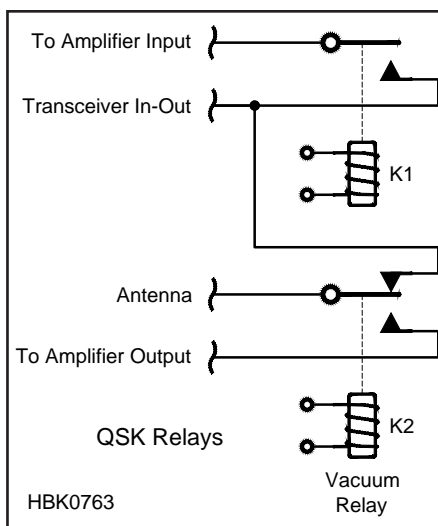 To Amplifier Input
Transceiver In-Out
K1
Antenna
To Amplifier Output
K2
QSK Relays
Vacuum
Relay
HBK0763